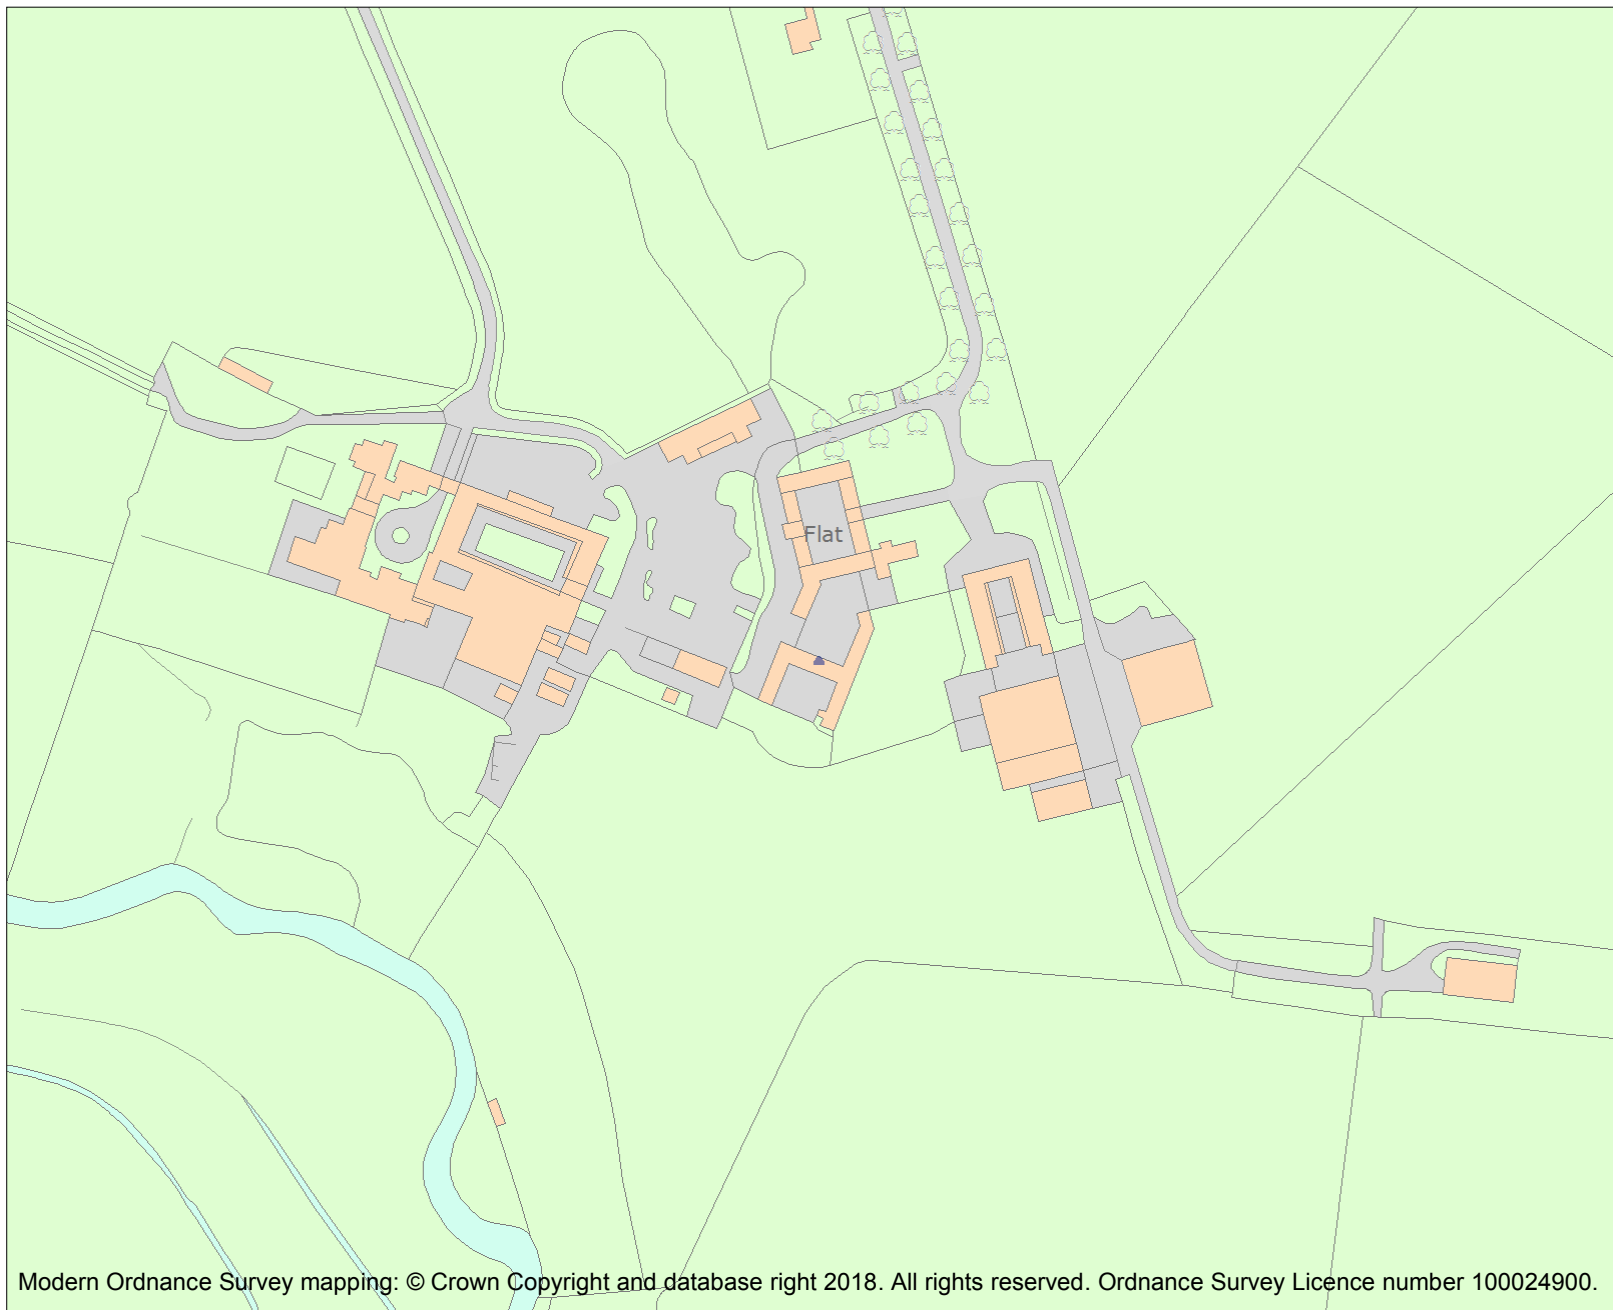 Flat
Modern Ordnance Survey mapping: © Crown Copyright and database right 2018. All rights reserved. Ordnance Survey Licence number 100024900.